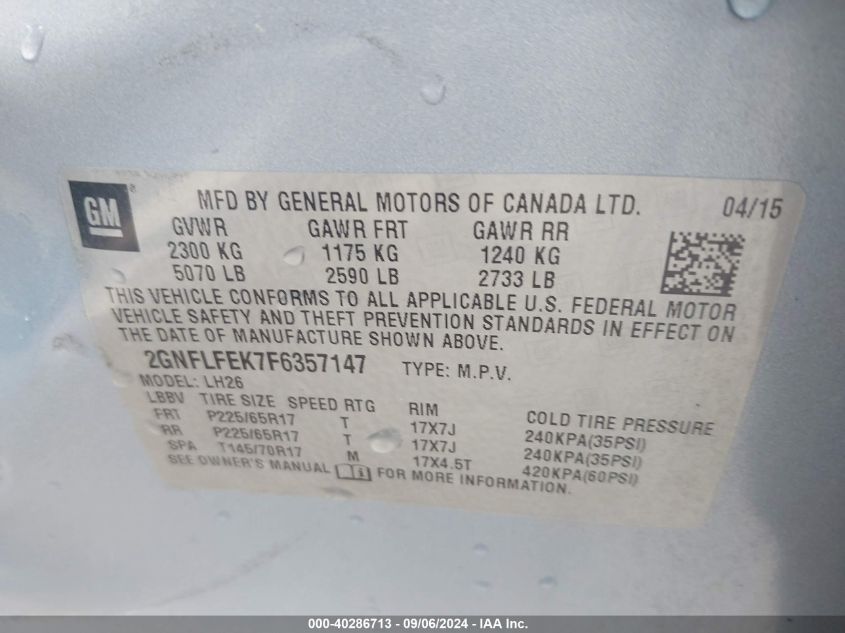 GM
®
MFD BY GENERAL MOTORS OF CANADA LTD. 04/15
GVWR GAWR FRT GAWR RR
2300 KG 1175 KG 1240 KG
5070 LB 2590 LB 2733 LB
THIS VEHICLE CONFORMS TO ALL APPLICABLE U.S. FEDERAL MOTOR
VEHICLE SAFETY AND THEFT PREVENTION STANDARDS IN EFFECT ON
THE DATE OF MANUFACTURE SHOWN ABOVE.
2GNFLFEK7F6357147 TYPE: M.P.V.
MODEL: LH26
LBBV TIRE SIZE SPEED RTG RIM COLD TIRE PRESSURE
FRT P225/65R17 T 17X7J 240KPA(35PSI)
RR P225/65R17 T 17X7J 240KPA(35PSI)
SPA T145/70R17 M 17X4.5T 420KPA(60PSI)
SEE OWNER'S MANUAL FOR MORE INFORMATION.
000-40286713 - 09/06/2024 - IAA Inc.